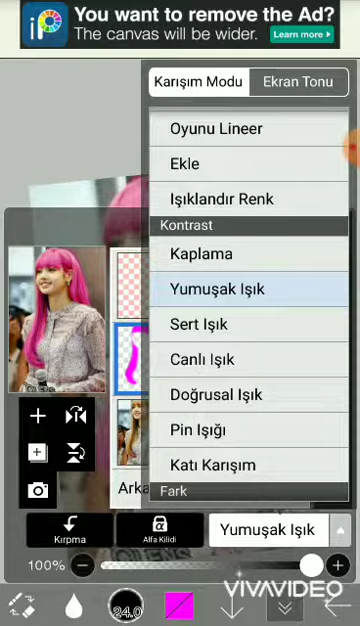 You want to remove the Ad?
The canvas will be wider.
Learn more
iP
Karışım Modu
Ekran Tonu
Oyunu Lineer
Ekle
Işıklandır Renk
Kontrast
Kaplama
Yumuşak Işık
Sert Işık
Canlı Işık
Doğrusal Işık
Pin Işığı
Katı Karışım
Fark
Arka
Kırpma
α
Alfa Kilidi
Yumuşak Işık
100%
24.0
VIVAVIDEO